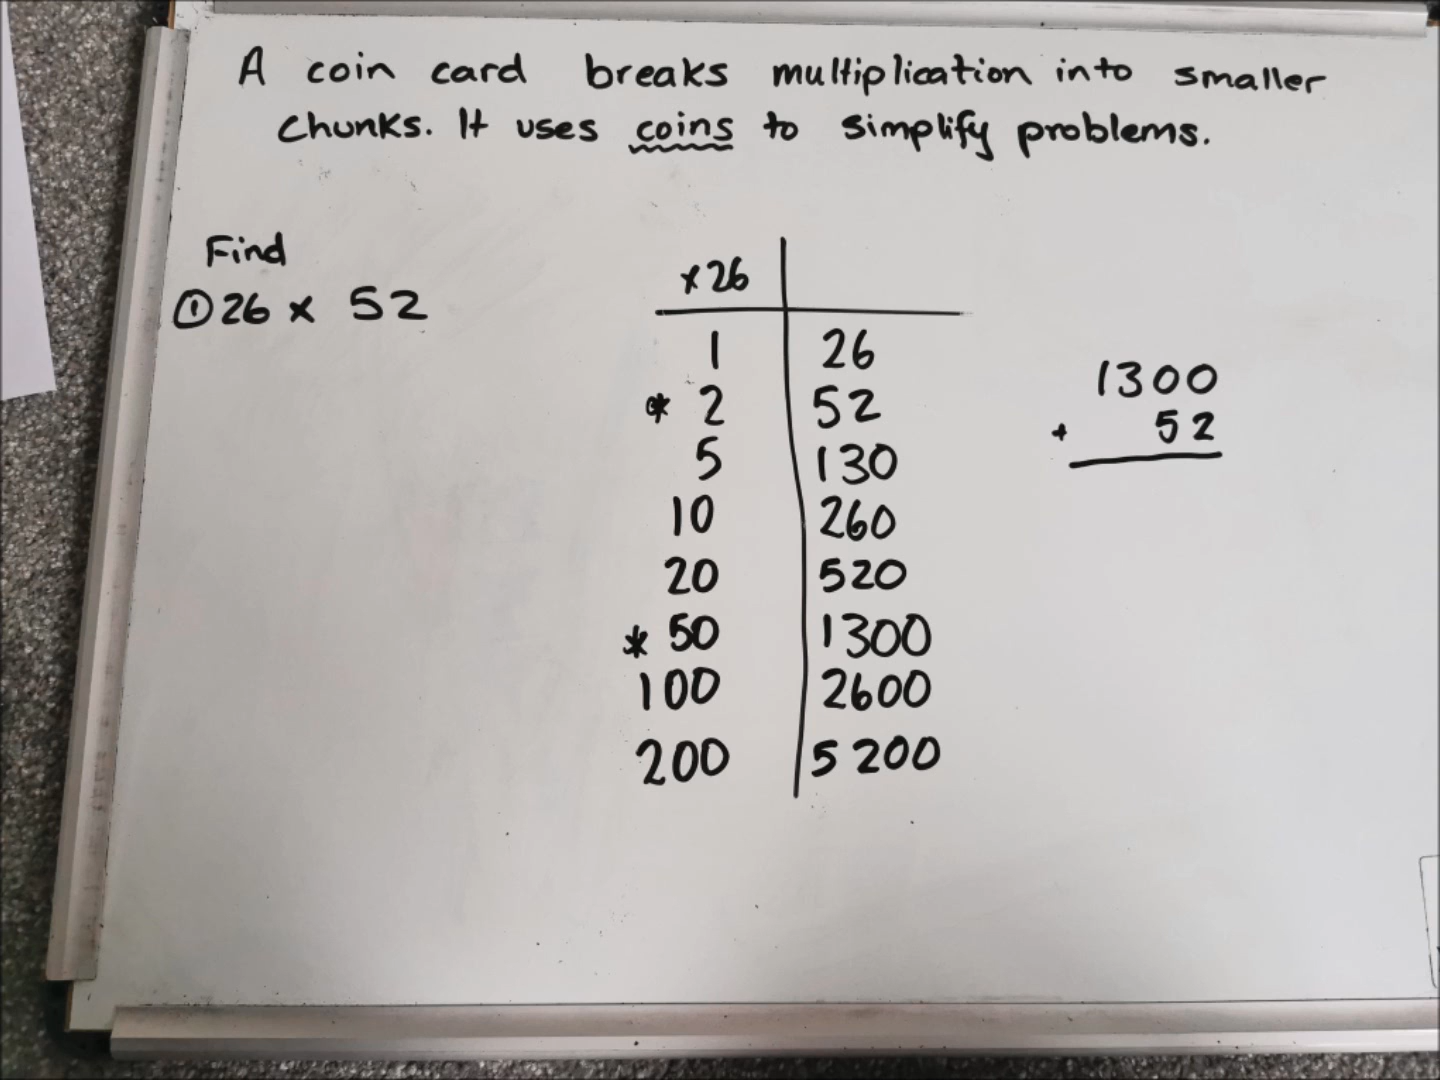 A coin card breaks multiplication into smaller
chunks. It uses coins to simplify problems.
Find
① 26 x 52
x 26
1 26
* 2 52
5 130
10 260
20 520
* 50 1300
100 2600
200 5200
1300
+ 52